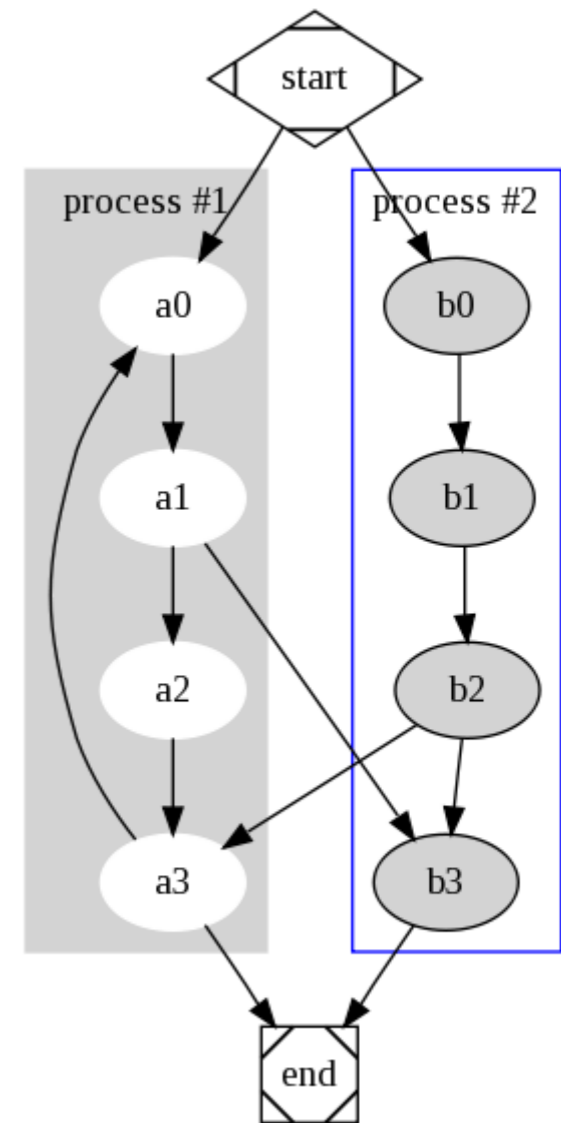 start
process #1
process #2
a0
b0
a1
b1
a2
b2
a3
b3
end